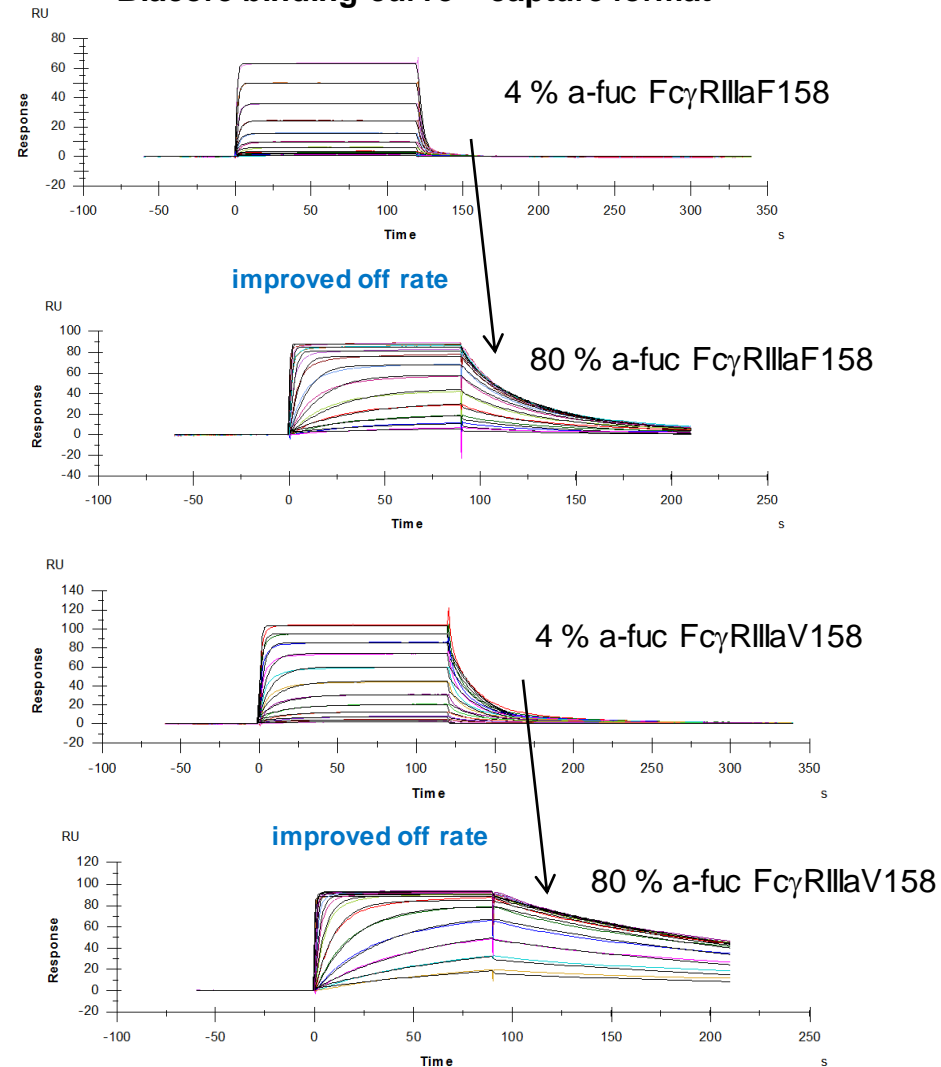 Biacore binding curve – capture format
RU
80
60
40
20
0
-20
Response
4 % a-fuc FcγRIIIaF158
-100 -50 0 50 100 150 200 250 300 350
Time s
improved off rate
RU
100
80
60
40
20
0
-20
-40
Response
80 % a-fuc FcγRIIIaF158
-100 -50 0 50 100 150 200 250
Time s
RU
140
120
100
80
60
40
20
0
-20
Response
4 % a-fuc FcγRIIIaV158
-100 -50 0 50 100 150 200 250 300 350
Time s
improved off rate
RU
120
100
80
60
40
20
0
-20
Response
80 % a-fuc FcγRIIIaV158
-100 -50 0 50 100 150 200 250
Time s